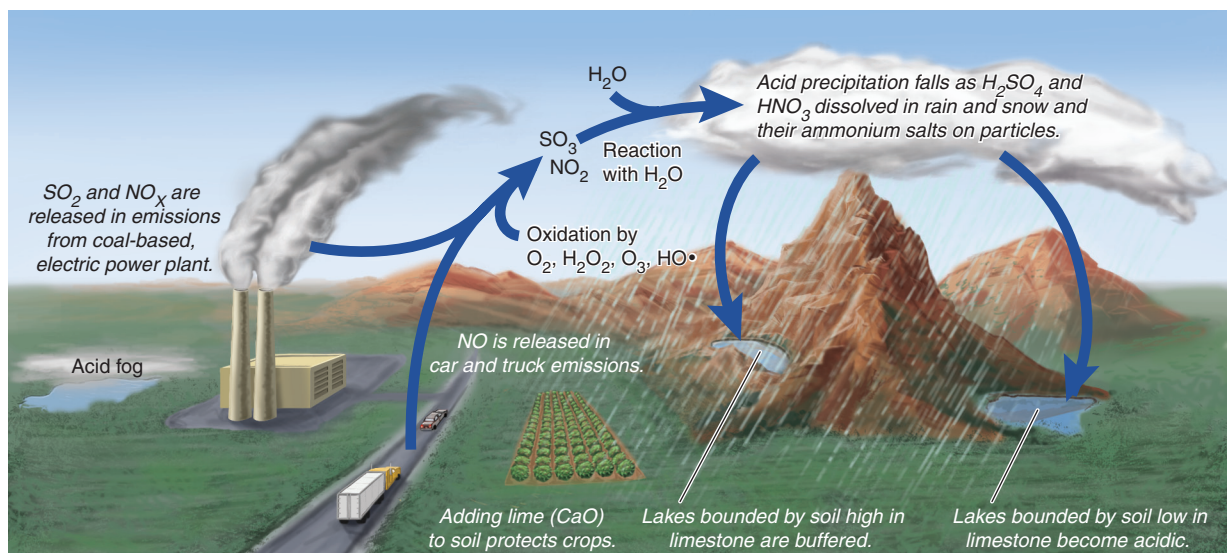 SO₂ and NOₓ are
released in emissions
from coal-based,
electric power plant.
Acid fog
H₂O
SO₃
NO₂
Reaction
with H₂O
Oxidation by
O₂, H₂O₂, O₃, HO•
Acid precipitation falls as H₂SO₄ and
HNO₃ dissolved in rain and snow and
their ammonium salts on particles.
NO is released in
car and truck emissions.
Adding lime (CaO)
to soil protects crops.
Lakes bounded by soil high in
limestone are buffered.
Lakes bounded by soil low in
limestone become acidic.